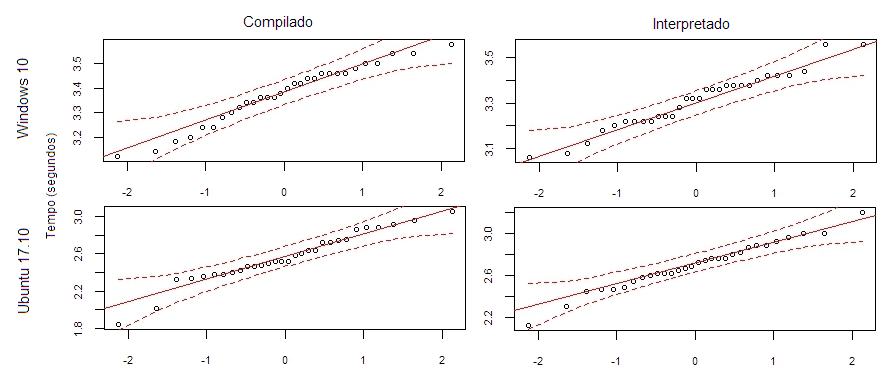 Compilado
Interpretado
Windows 10
Ubuntu 17.10
Tempo (segundos)
3.5
3.4
3.3
3.2
-2 -1 0 1 2
3.5
3.3
3.1
-2 -1 0 1 2
3.0
2.6
2.2
1.8
-2 -1 0 1 2
3.0
2.6
2.2
-2 -1 0 1 2